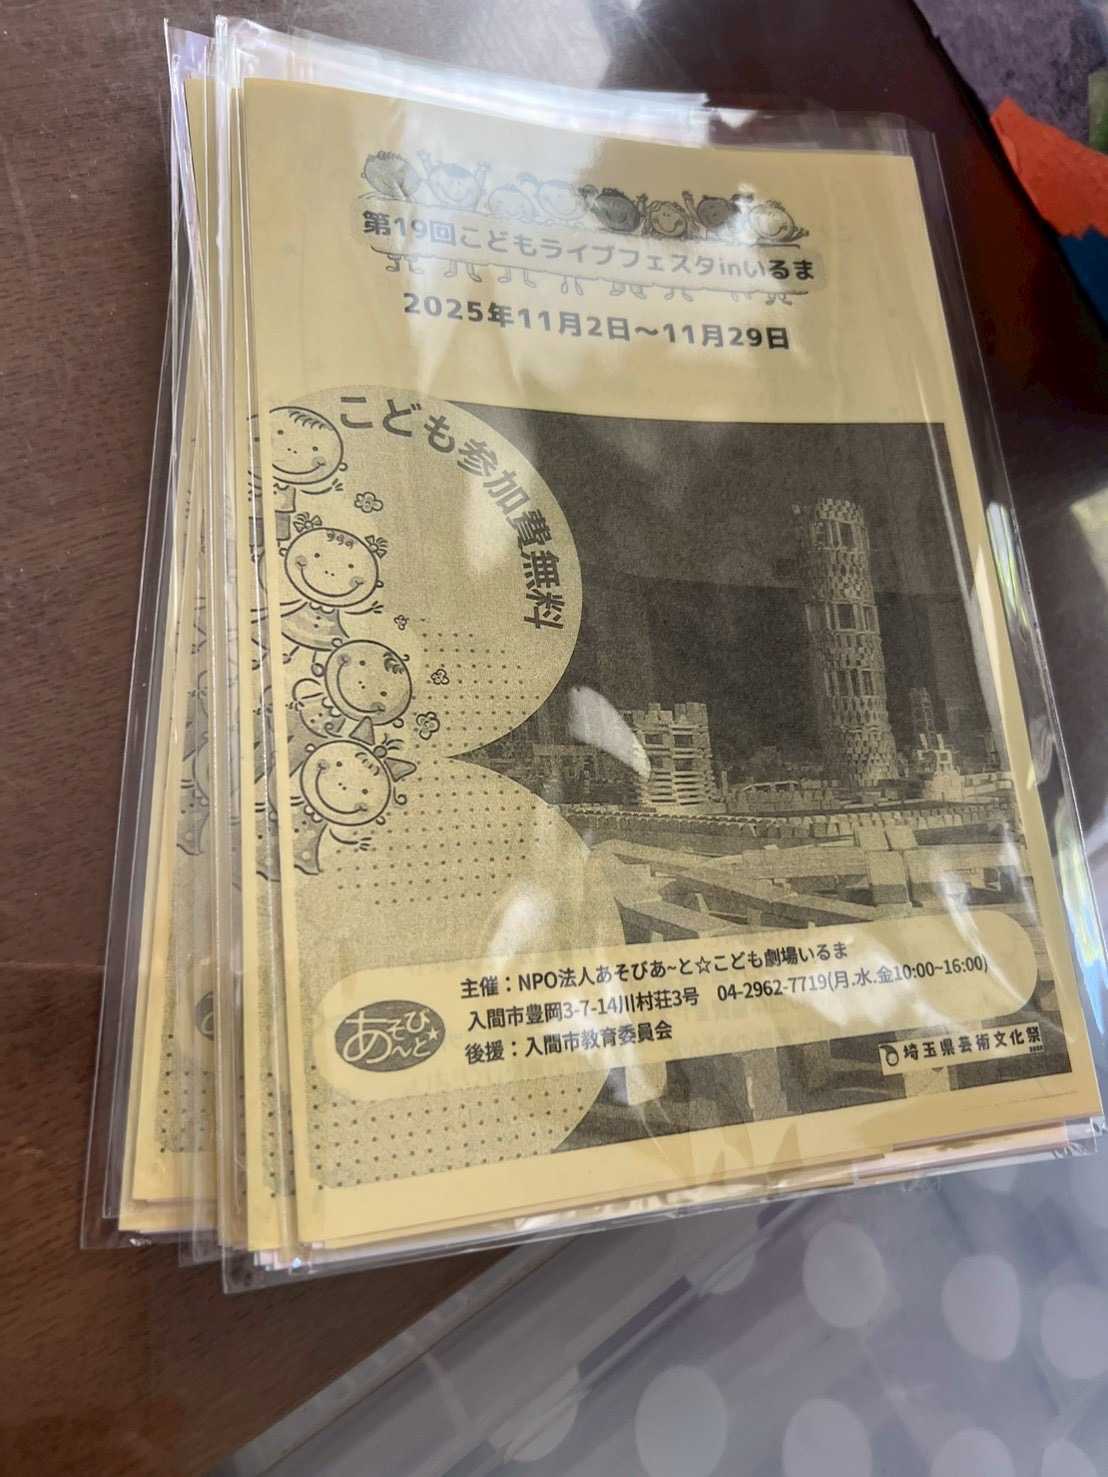 第19回こどもライブフェスタinいるま
2025年11月2日～11月29日
こども参加費無料
主催：NPO法人あそびあ~と☆こども劇場いるま
入間市豊岡3-7-14川村荘3号 04-2962-7719(月.水.金10:00~16:00)
後援：入間市教育委員会
あそびあ~と☆
埼玉県芸術文化祭